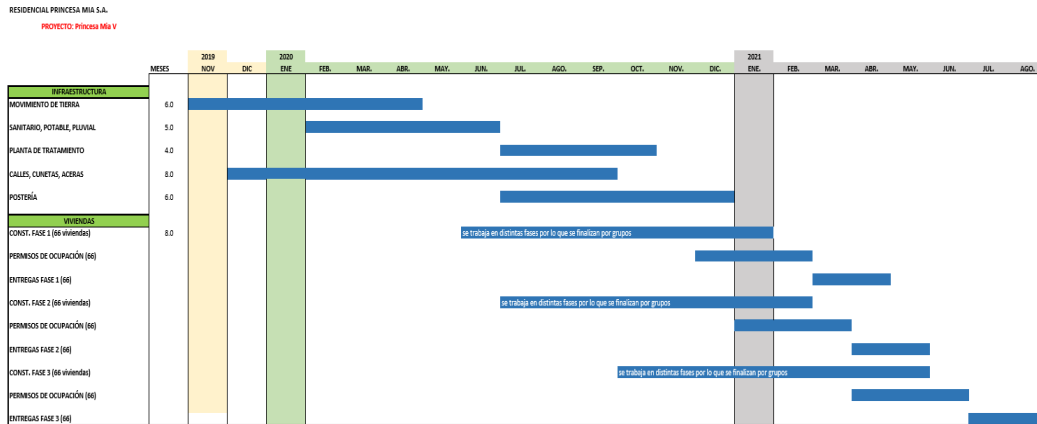 RESIDENCIAL PRINCESA MIA S.A.
PROYECTO: Princesa Mia V
2019 2020 2021
MESES NOV DIC ENE FEB. MAR. ABR. MAY. JUN. JUL. AGO. SEP. OCT. NOV. DIC. ENE. FEB. MAR. ABR. MAY. JUN. JUL. AGO.
INFRAESTRUCTURA
MOVIMIENTO DE TIERRA 6.0
SANITARIO, POTABLE, PLUVIAL 5.0
PLANTA DE TRATAMIENTO 4.0
CALLES, CUNETAS, ACERAS 8.0
POSTERÍA 6.0
VIVIENDAS
CONST. FASE 1 (66 viviendas) 8.0 se trabaja en distintas fases por lo que se finalizan por grupos
PERMISOS DE OCUPACIÓN (66)
ENTREGAS FASE 1 (66)
CONST. FASE 2 (66 viviendas) se trabaja en distintas fases por lo que se finalizan por grupos
PERMISOS DE OCUPACIÓN (66)
ENTREGAS FASE 2 (66)
CONST. FASE 3 (66 viviendas) se trabaja en distintas fases por lo que se finalizan por grupos
PERMISOS DE OCUPACIÓN (66)
ENTREGAS FASE 3 (66)